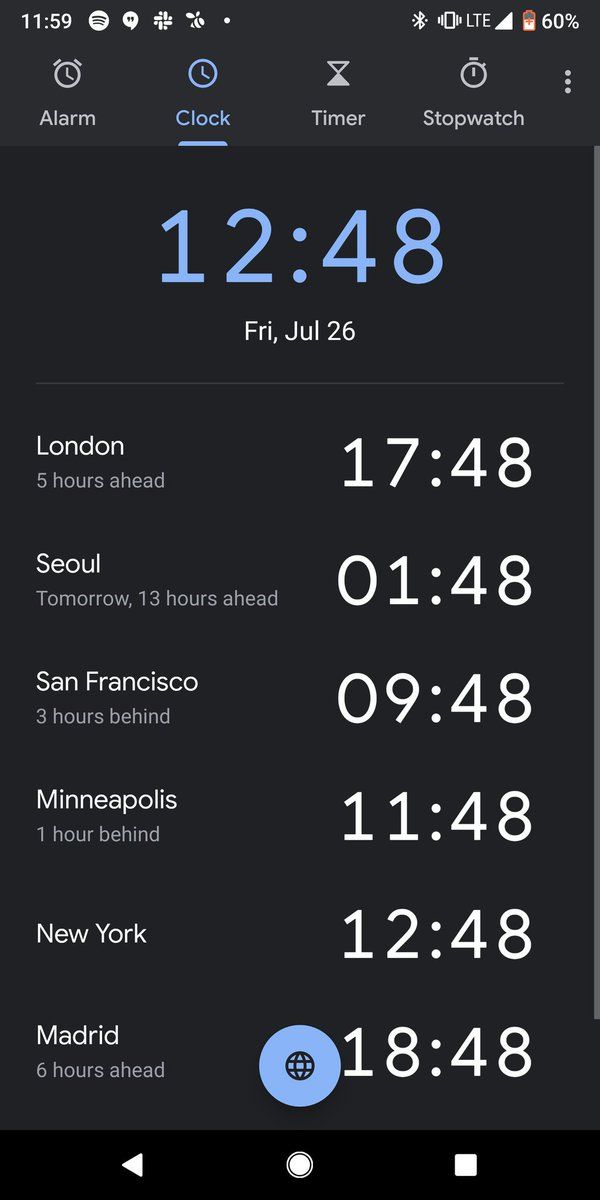 11:59 LTE 60%
Alarm Clock Timer Stopwatch
12:48
Fri, Jul 26
London 17:48
5 hours ahead
Seoul 01:48
Tomorrow, 13 hours ahead
San Francisco 09:48
3 hours behind
Minneapolis 11:48
1 hour behind
New York 12:48
Madrid 18:48
6 hours ahead